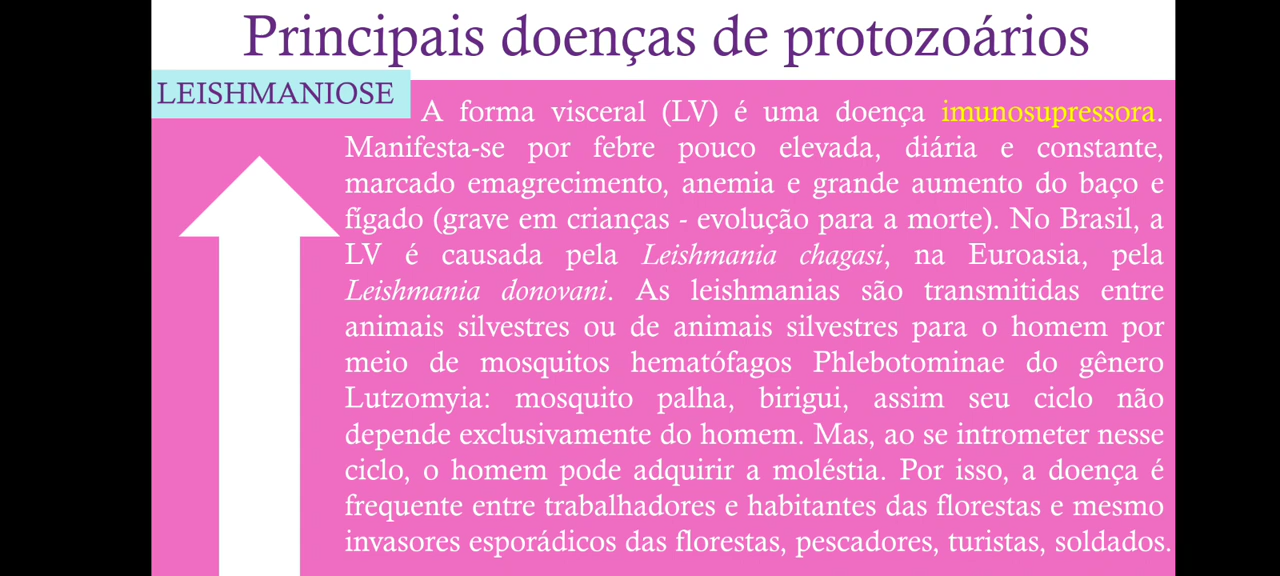 Principais doenças de protozoários
LEISHMANIOSE
A forma visceral (LV) é uma doença imunosupressora.
Manifesta-se por febre pouco elevada, diária e constante,
marcado emagrecimento, anemia e grande aumento do baço e
fígado (grave em crianças - evolução para a morte). No Brasil, a
LV é causada pela Leishmania chagasi, na Euroasia, pela
Leishmania donovani. As leishmanias são transmitidas entre
animais silvestres ou de animais silvestres para o homem por
meio de mosquitos hematófagos Phlebotominae do gênero
Lutzomyia: mosquito palha, birigui, assim seu ciclo não
depende exclusivamente do homem. Mas, ao se intrometer nesse
ciclo, o homem pode adquirir a moléstia. Por isso, a doença é
frequente entre trabalhadores e habitantes das florestas e mesmo
invasores esporádicos das florestas, pescadores, turistas, soldados.